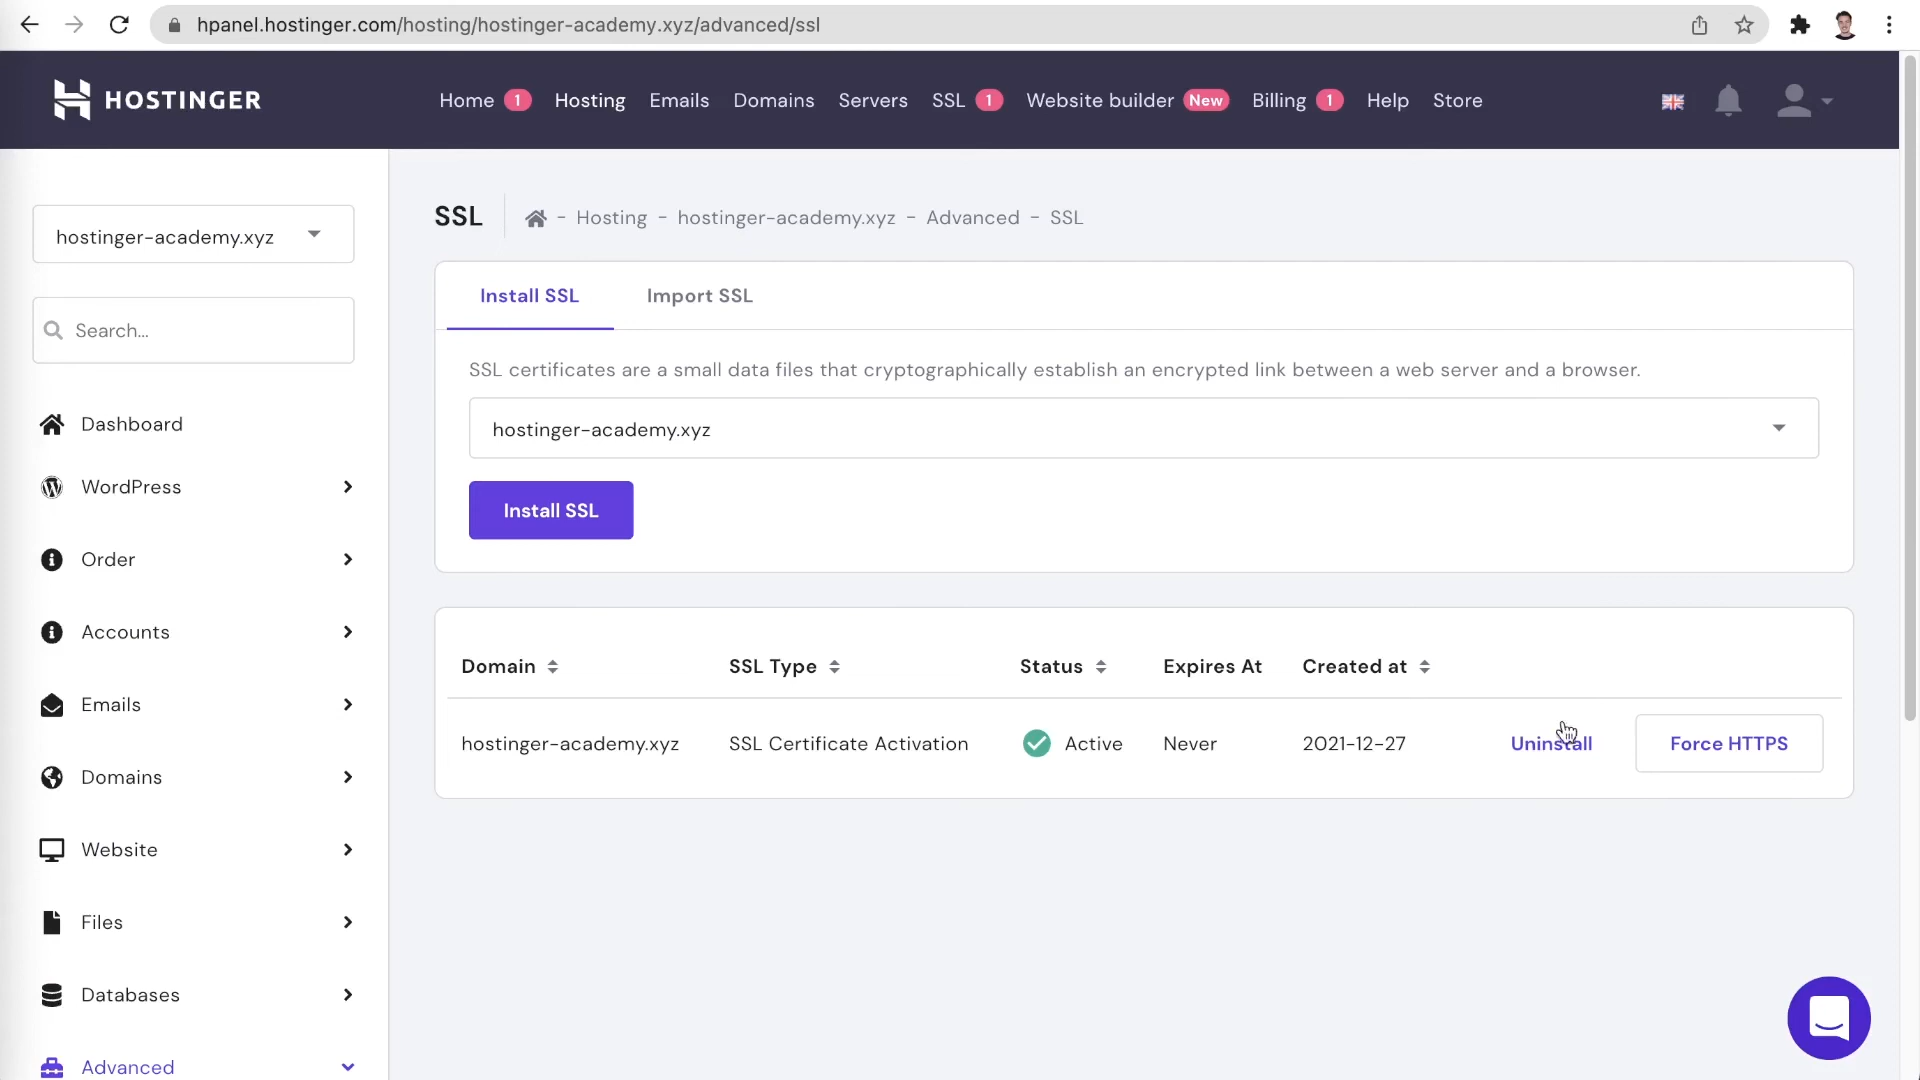 hpanel.hostinger.com/hosting/hostinger-academy.xyz/advanced/ssl
HOSTINGER
Home 1 Hosting Emails Domains Servers SSL 1 Website builder New Billing 1 Help Store
hostinger-academy.xyz
Search...
Dashboard
WordPress
Order
Accounts
Emails
Domains
Website
Files
Databases
Advanced
SSL
- Hosting - hostinger-academy.xyz - Advanced - SSL
Install SSL Import SSL
SSL certificates are a small data files that cryptographically establish an encrypted link between a web server and a browser.
hostinger-academy.xyz
Install SSL
Domain SSL Type Status Expires At Created at
hostinger-academy.xyz SSL Certificate Activation Active Never 2021-12-27 Uninstall Force HTTPS